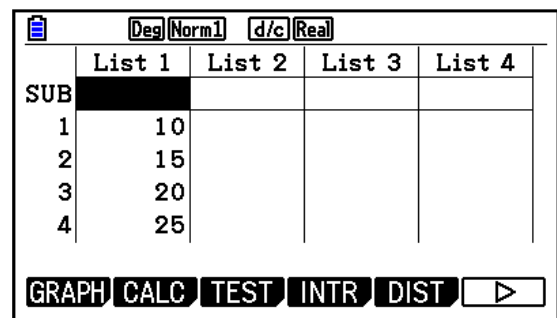 Deg Norm1 d/c Real
List 1 List 2 List 3 List 4
SUB
1 10
2 15
3 20
4 25
GRAPH CALC TEST INTR DIST ▷